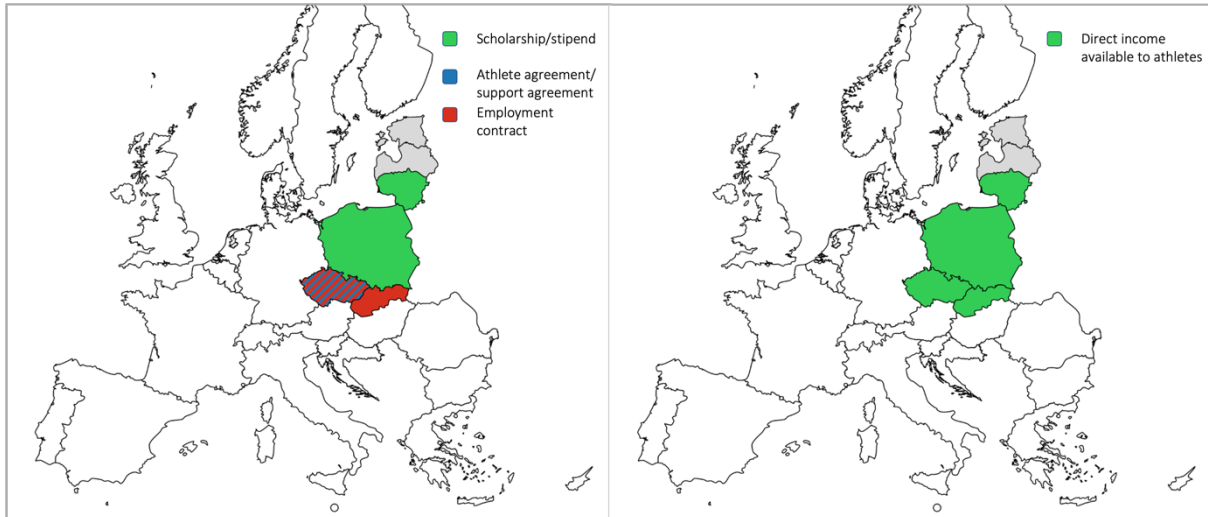 Scholarship/stipend
Athlete agreement/
support agreement
Employment
contract
Direct income
available to athletes